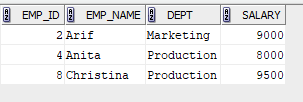 EMP_ID EMP_NAME DEPT SALARY
2 Arif Marketing 9000
4 Anita Production 8000
8 Christina Production 9500